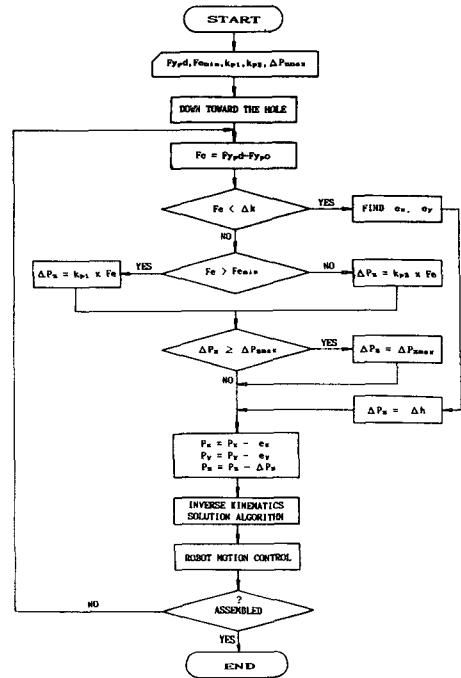 START
Fypd, Femin, kp1, kp2, ΔPzmax
DOWN TOWARD THE HOLE
Fe = Fypd-Fypo
Fe < Δk
YES
FIND ex, ey
NO
ΔPz = kp1 x Fe
YES
Fe > Femin
NO
ΔPz = kp2 x Fe
ΔPz ≥ ΔPzmax
YES
ΔPz = ΔPzmax
NO
ΔPz = Δh
Px = Px - ex
Py = Py - ey
Pz = Pz - ΔPz
INVERSE KINEMATICS
SOLUTION ALGORITHM
ROBOT MOTION CONTROL
NO
?
ASSEMBLED
YES
END